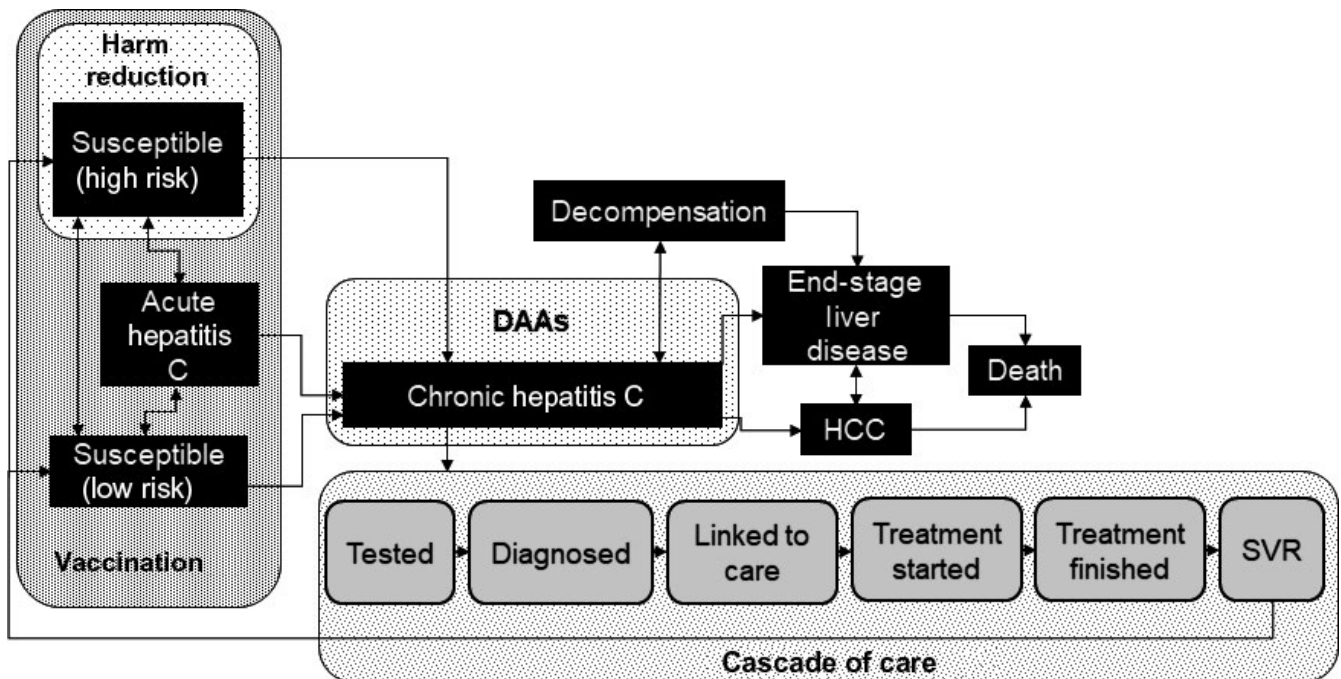 Harm
reduction
Susceptible
(high risk)
Acute
hepatitis
C
Susceptible
(low risk)
Vaccination
DAAs
Chronic hepatitis C
Decompensation
End-stage
liver
disease
HCC
Death
Tested
Diagnosed
Linked to
care
Treatment
started
Treatment
finished
SVR
Cascade of care